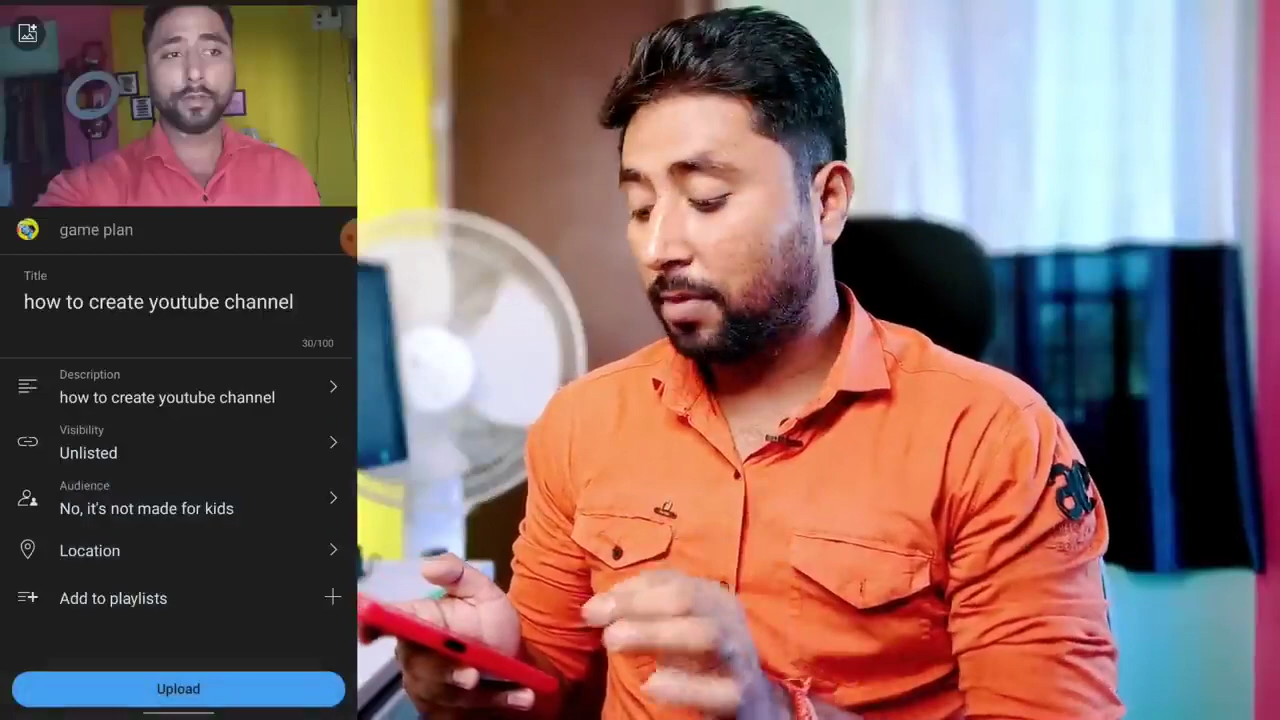 game plan
Title
how to create youtube channel
30/100
Description
how to create youtube channel
Visibility
Unlisted
Audience
No, it's not made for kids
Location
Add to playlists
Upload